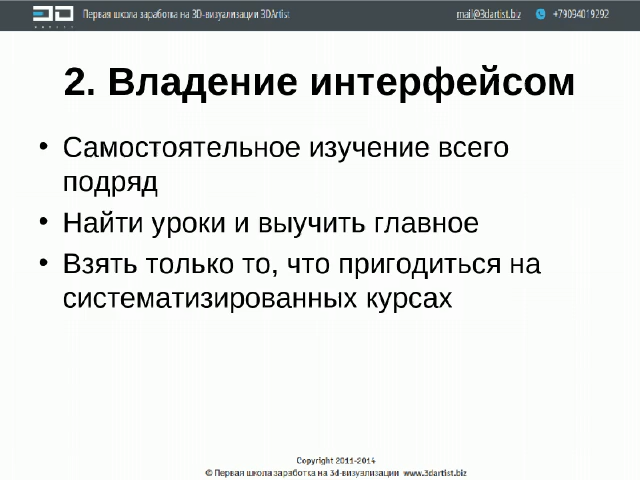 Первая школа заработка на 3D-визуализации 3DArtist mail@3dartist.biz +79094019292
2. Владение интерфейсом
• Самостоятельное изучение всего
подряд
• Найти уроки и выучить главное
• Взять только то, что пригодиться на
систематизированных курсах
Copyright 2011-2014
© Первая школа заработка на 3d-визуализации www.3dartist.biz